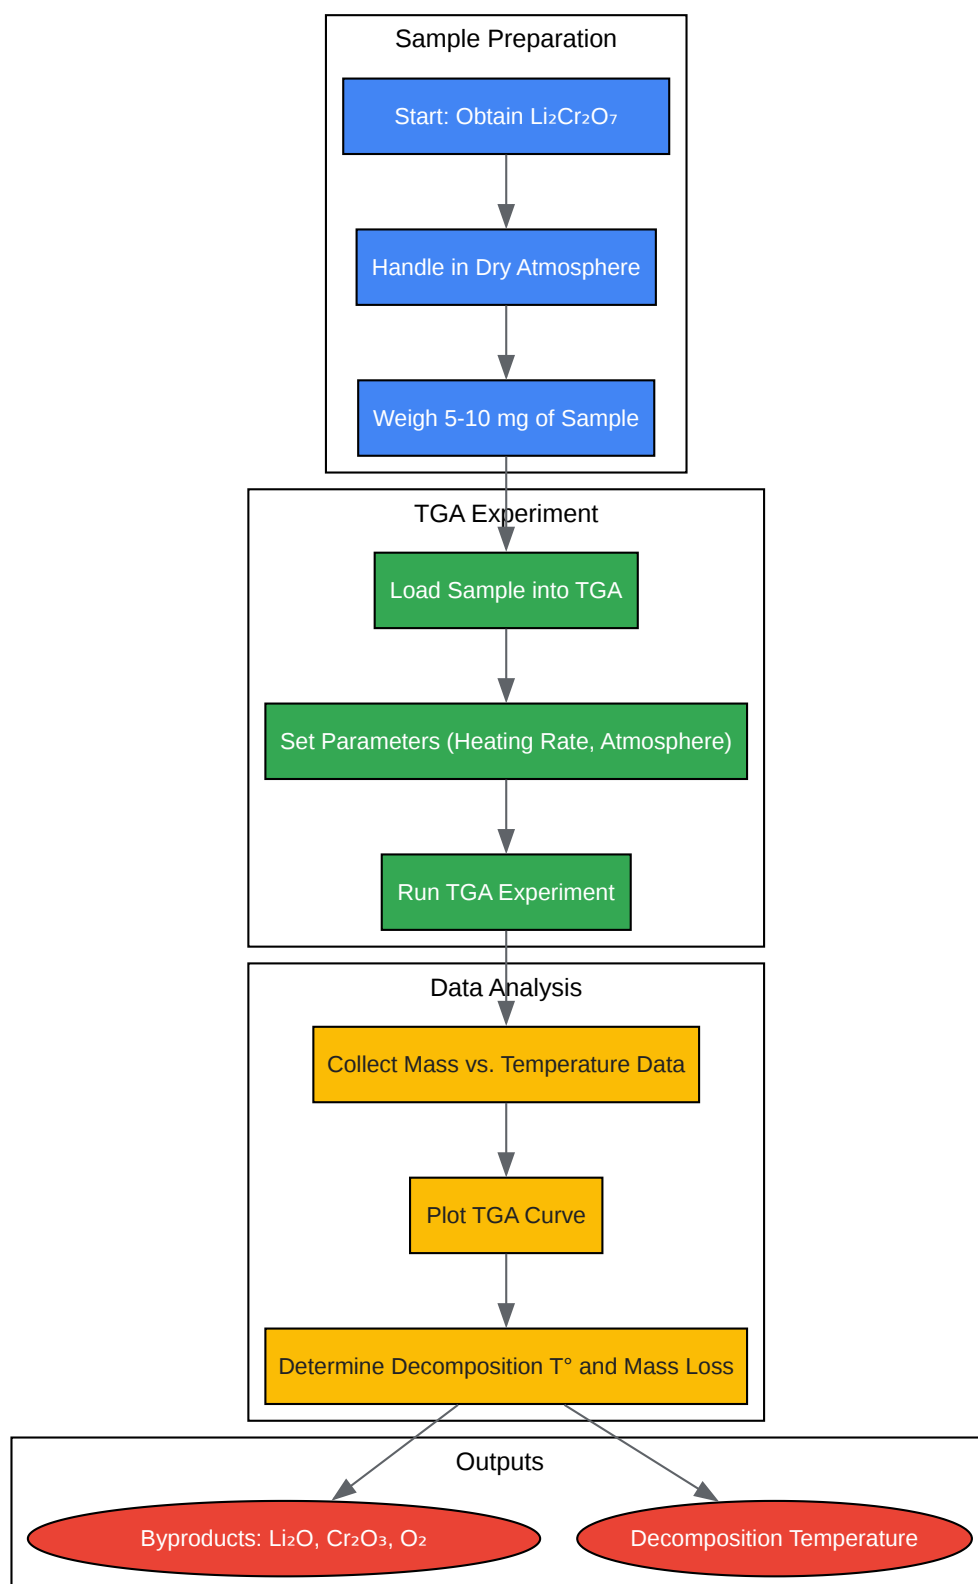 Sample Preparation
Start: Obtain Li₂Cr₂O₇
Handle in Dry Atmosphere
Weigh 5-10 mg of Sample
TGA Experiment
Load Sample into TGA
Set Parameters (Heating Rate, Atmosphere)
Run TGA Experiment
Data Analysis
Collect Mass vs. Temperature Data
Plot TGA Curve
Determine Decomposition T° and Mass Loss
Outputs
Byproducts: Li₂O, Cr₂O₃, O₂
Decomposition Temperature